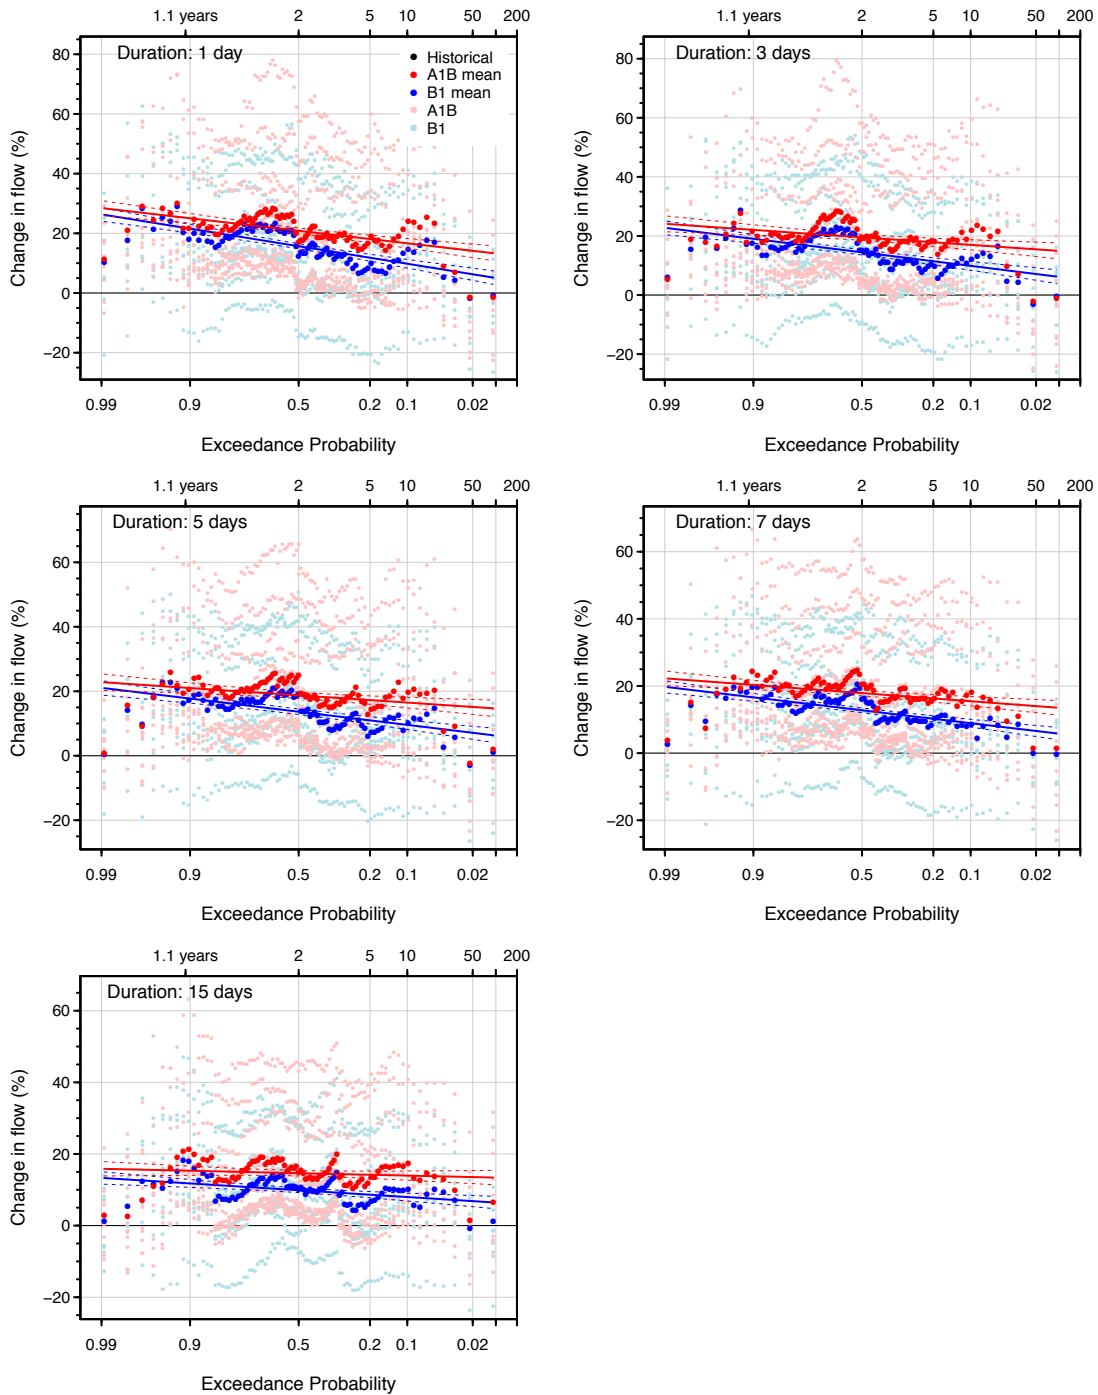 1.1 years 2 5 10 50 200
Duration: 1 day
Historical
A1B mean
B1 mean
A1B
B1
80
60
40
20
0
−20
Change in flow (%)
0.99 0.9 0.5 0.2 0.1 0.02
Exceedance Probability
1.1 years 2 5 10 50 200
Duration: 3 days
80
60
40
20
0
−20
Change in flow (%)
0.99 0.9 0.5 0.2 0.1 0.02
Exceedance Probability
1.1 years 2 5 10 50 200
Duration: 5 days
60
40
20
0
−20
Change in flow (%)
0.99 0.9 0.5 0.2 0.1 0.02
Exceedance Probability
1.1 years 2 5 10 50 200
Duration: 7 days
60
40
20
0
−20
Change in flow (%)
0.99 0.9 0.5 0.2 0.1 0.02
Exceedance Probability
1.1 years 2 5 10 50 200
Duration: 15 days
60
40
20
0
−20
Change in flow (%)
0.99 0.9 0.5 0.2 0.1 0.02
Exceedance Probability